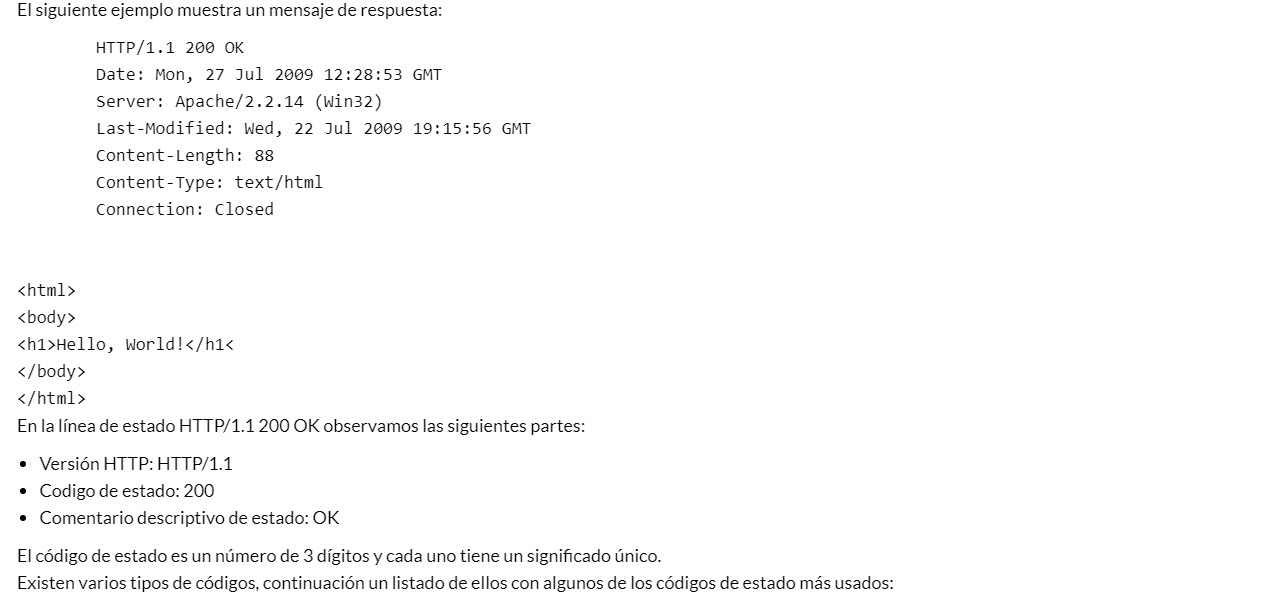 El siguiente ejemplo muestra un mensaje de respuesta:
HTTP/1.1 200 OK
Date: Mon, 27 Jul 2009 12:28:53 GMT
Server: Apache/2.2.14 (Win32)
Last-Modified: Wed, 22 Jul 2009 19:15:56 GMT
Content-Length: 88
Content-Type: text/html
Connection: Closed
<html>
<body>
<h1>Hello, World!</h1<
</body>
</html>
En la línea de estado HTTP/1.1 200 OK observamos las siguientes partes:
• Versión HTTP: HTTP/1.1
• Codigo de estado: 200
• Comentario descriptivo de estado: OK
El código de estado es un número de 3 dígitos y cada uno tiene un significado único.
Existen varios tipos de códigos, continuación un listado de ellos con algunos de los códigos de estado más usados: